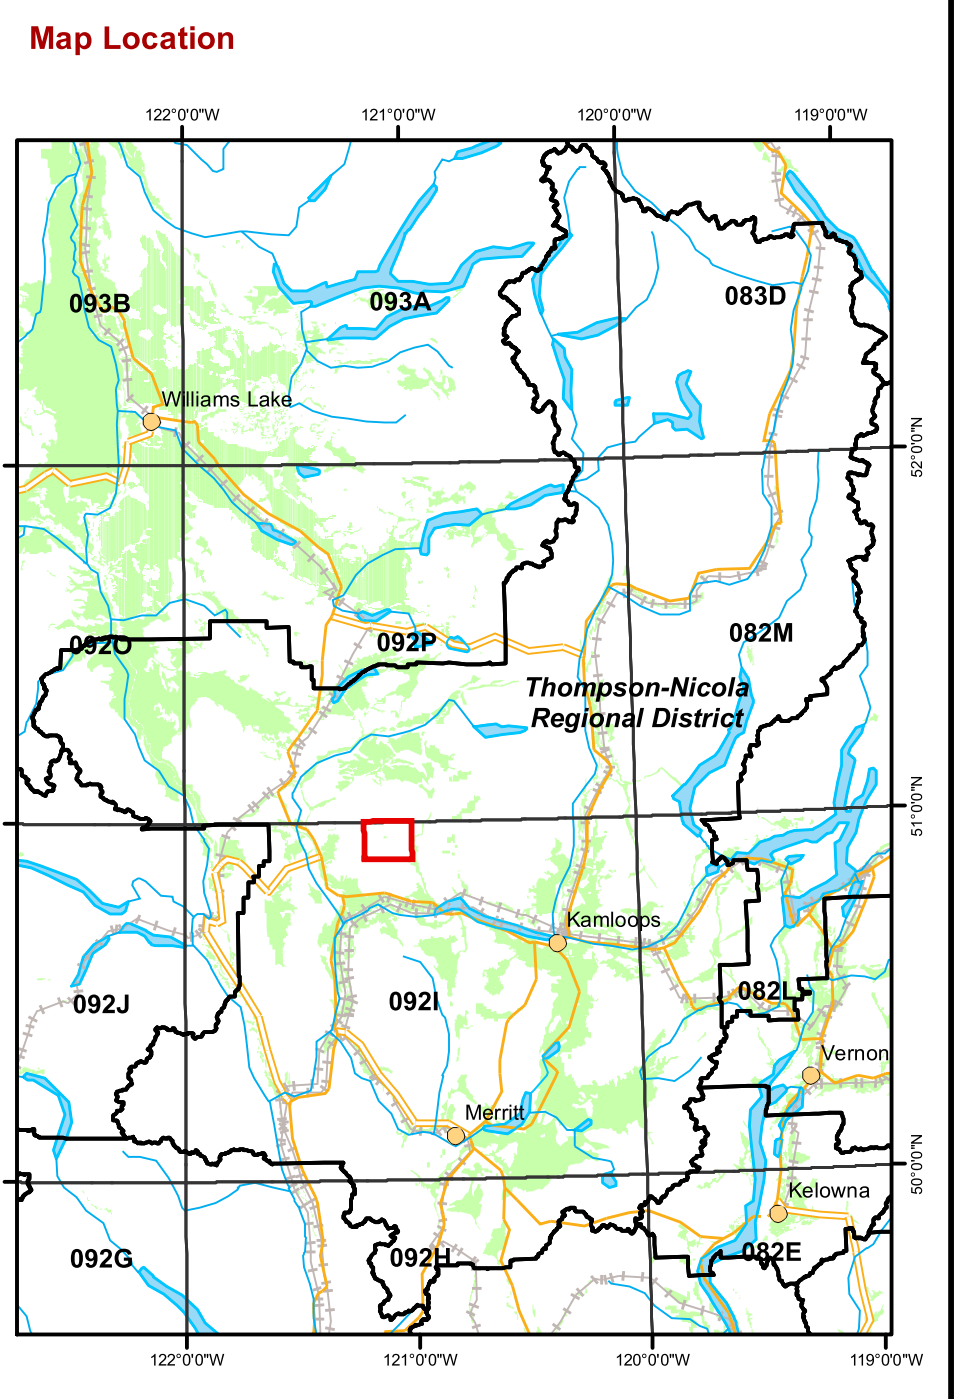 Map Location
122°0'0"W
121°0'0"W
120°0'0"W
119°0'0"W
083D
093B
093A
Williams Lake
52°0'0"N
082M
092P
092O
Thompson-Nicola
Regional District
51°0'0"N
Kamloops
082L
092I
092J
Vernon
Merritt
50°0'0"N
Kelowna
082E
092H
092G
122°0'0"W
121°0'0"W
120°0'0"W
119°0'0"W